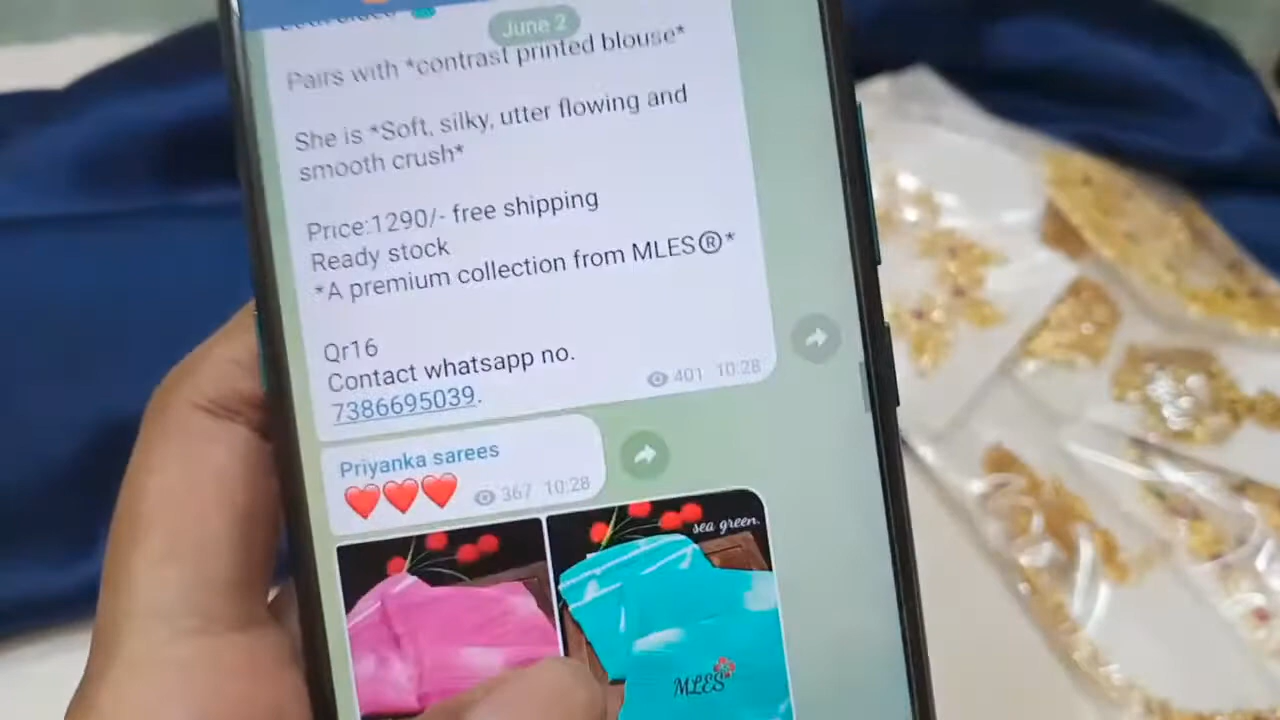 June 2
Pairs with *contrast printed blouse*
She is *Soft, silky, utter flowing and
smooth crush*
Price:1290/- free shipping
Ready stock
*A premium collection from MLES®*
Qr16
Contact whatsapp no.
7386695039.
401 10:28
Priyanka sarees
❤️❤️❤️ 367 10:28
sea green.
MLES